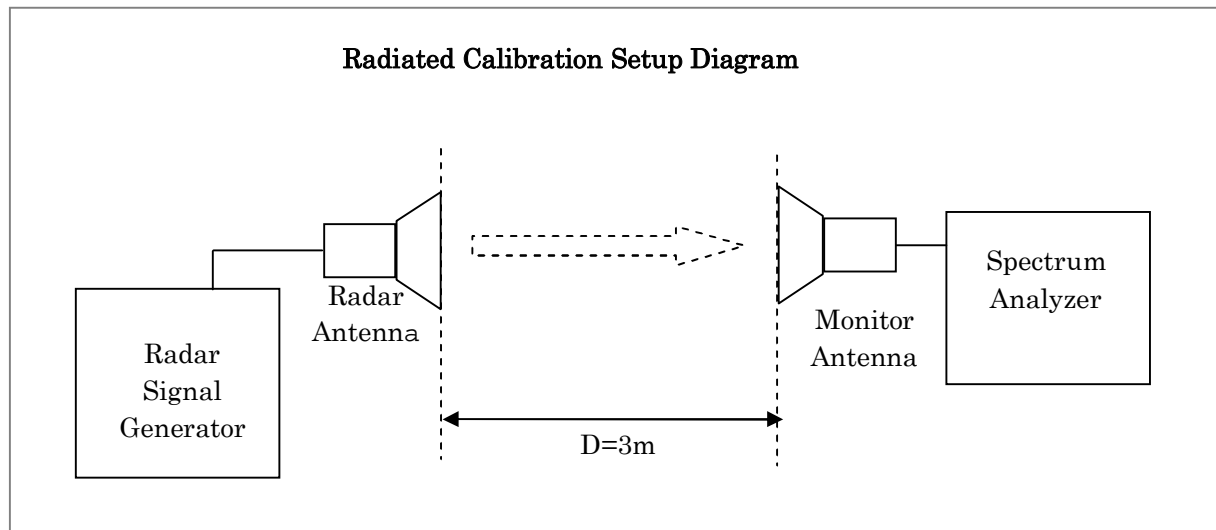 Radiated Calibration Setup Diagram
Radar
Antenna
Radar
Signal
Generator
D=3m
Monitor
Antenna
Spectrum
Analyzer